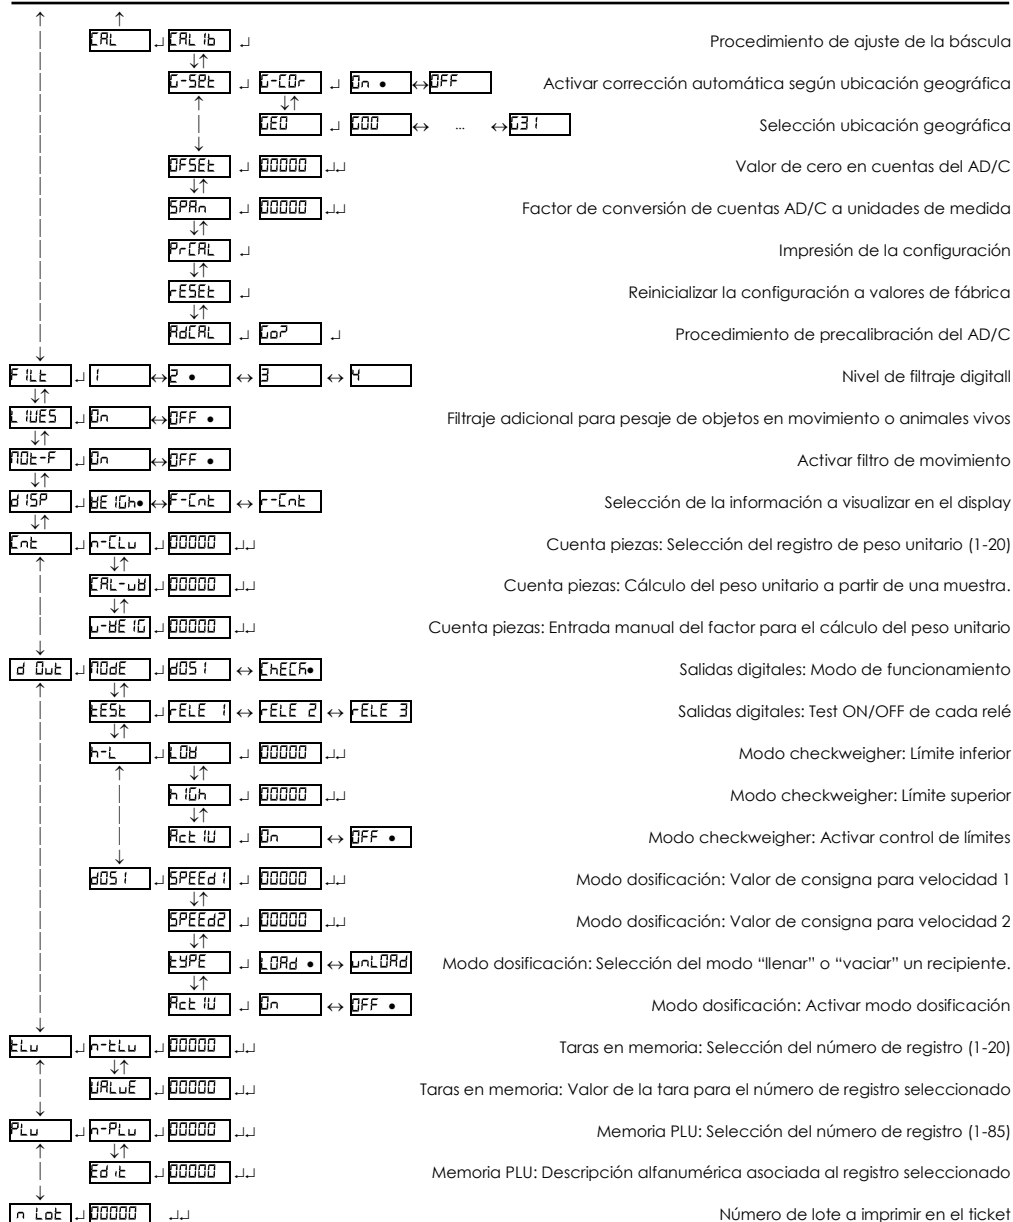 CAL CALib Procedimiento de ajuste de la báscula
G-SPt G-COr On • OFF Activar corrección automática según ubicación geográfica
GEO G00 ... G31 Selección ubicación geográfica
OFSEt 00000 Valor de cero en cuentas del AD/C
SPAn 00000 Factor de conversión de cuentas AD/C a unidades de medida
PrCAL Impresión de la configuración
rESEt Reinicializar la configuración a valores de fábrica
AdCAL Go? Procedimiento de precalibración del AD/C
FILt 1 2 • 3 4 Nivel de filtraje digitall
LIVES On OFF • Filtraje adicional para pesaje de objetos en movimiento o animales vivos
MOt-F On OFF • Activar filtro de movimiento
dISP WEIGh• F-Cnt r-Cnt Selección de la información a visualizar en el display
Cnt n-CLu 00000 Cuenta piezas: Selección del registro de peso unitario (1-20)
CAL-uW 00000 Cuenta piezas: Cálculo del peso unitario a partir de una muestra.
u-WEIG 00000 Cuenta piezas: Entrada manual del factor para el cálculo del peso unitario
d Out MOdE dOS1 ChECk• Salidas digitales: Modo de funcionamiento
tESt rELE 1 rELE 2 rELE 3 Salidas digitales: Test ON/OFF de cada relé
h-L LOW 00000 Modo checkweigher: Límite inferior
hIGh 00000 Modo checkweigher: Límite superior
ActIV On OFF • Modo checkweigher: Activar control de límites
dOS1 SPEEd1 00000 Modo dosificación: Valor de consigna para velocidad 1
SPEEd2 00000 Modo dosificación: Valor de consigna para velocidad 2
tYPE LOAd • unLOAd Modo dosificación: Selección del modo “llenar” o “vaciar” un recipiente.
ActIV On OFF • Modo dosificación: Activar modo dosificación
tLu n-tLu 00000 Taras en memoria: Selección del número de registro (1-20)
VALuE 00000 Taras en memoria: Valor de la tara para el número de registro seleccionado
PLu n-PLu 00000 Memoria PLU: Selección del número de registro (1-85)
Edit 00000 Memoria PLU: Descripción alfanumérica asociada al registro seleccionado
n Lot 00000 Número de lote a imprimir en el ticket